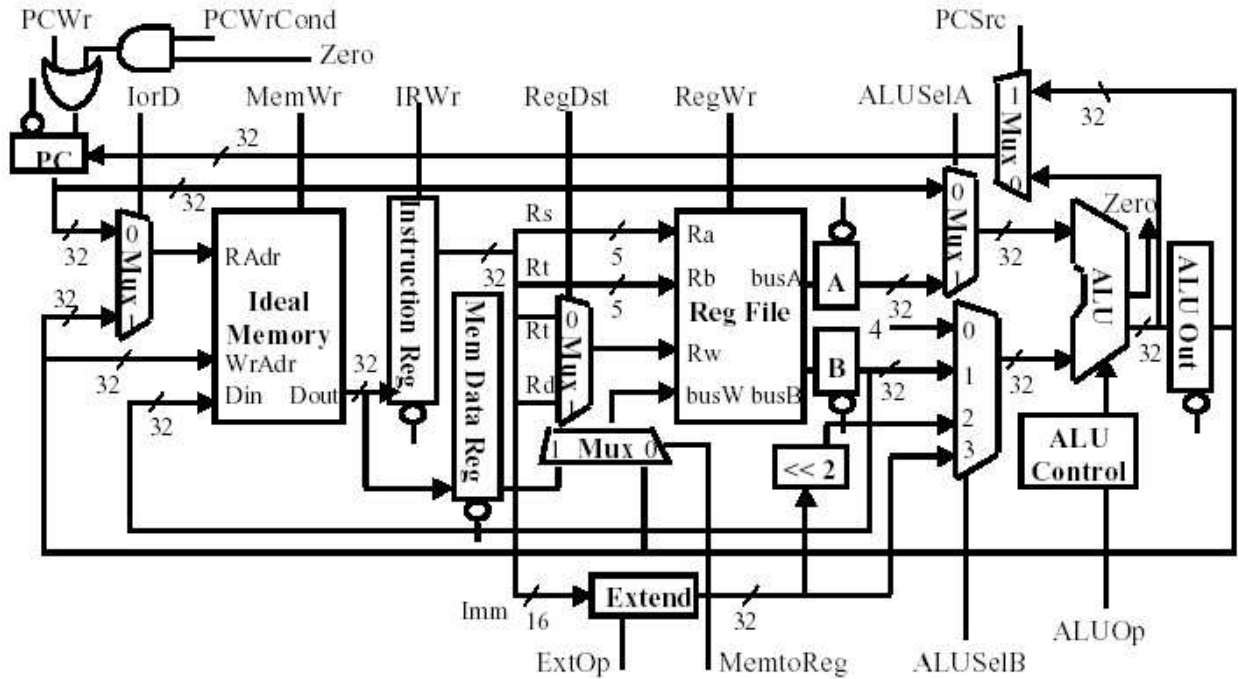 PCWr
PCWrCond
Zero
PCSrc
IorD
MemWr
IRWr
RegDst
RegWr
ALUSelA
1 Mux 0
32
32
PC
32
32
32
0 Mux 1
RAdr
Ideal
Memory
WrAdr
Din
Dout
32
32
32
32
Instruction Reg
32
Mem Data Reg
Rs
5
Rt
5
Rt
Rd
0 Mux 1
Ra
Rb
busA
Reg File
Rw
busW
busB
A
B
32
32
0 Mux 1
32
4
0
1
2
3
32
Zero
ALU
32
ALU Out
1 Mux 0
<< 2
ALU
Control
Imm
16
Extend
32
ExtOp
MemtoReg
ALUSelB
ALUOp